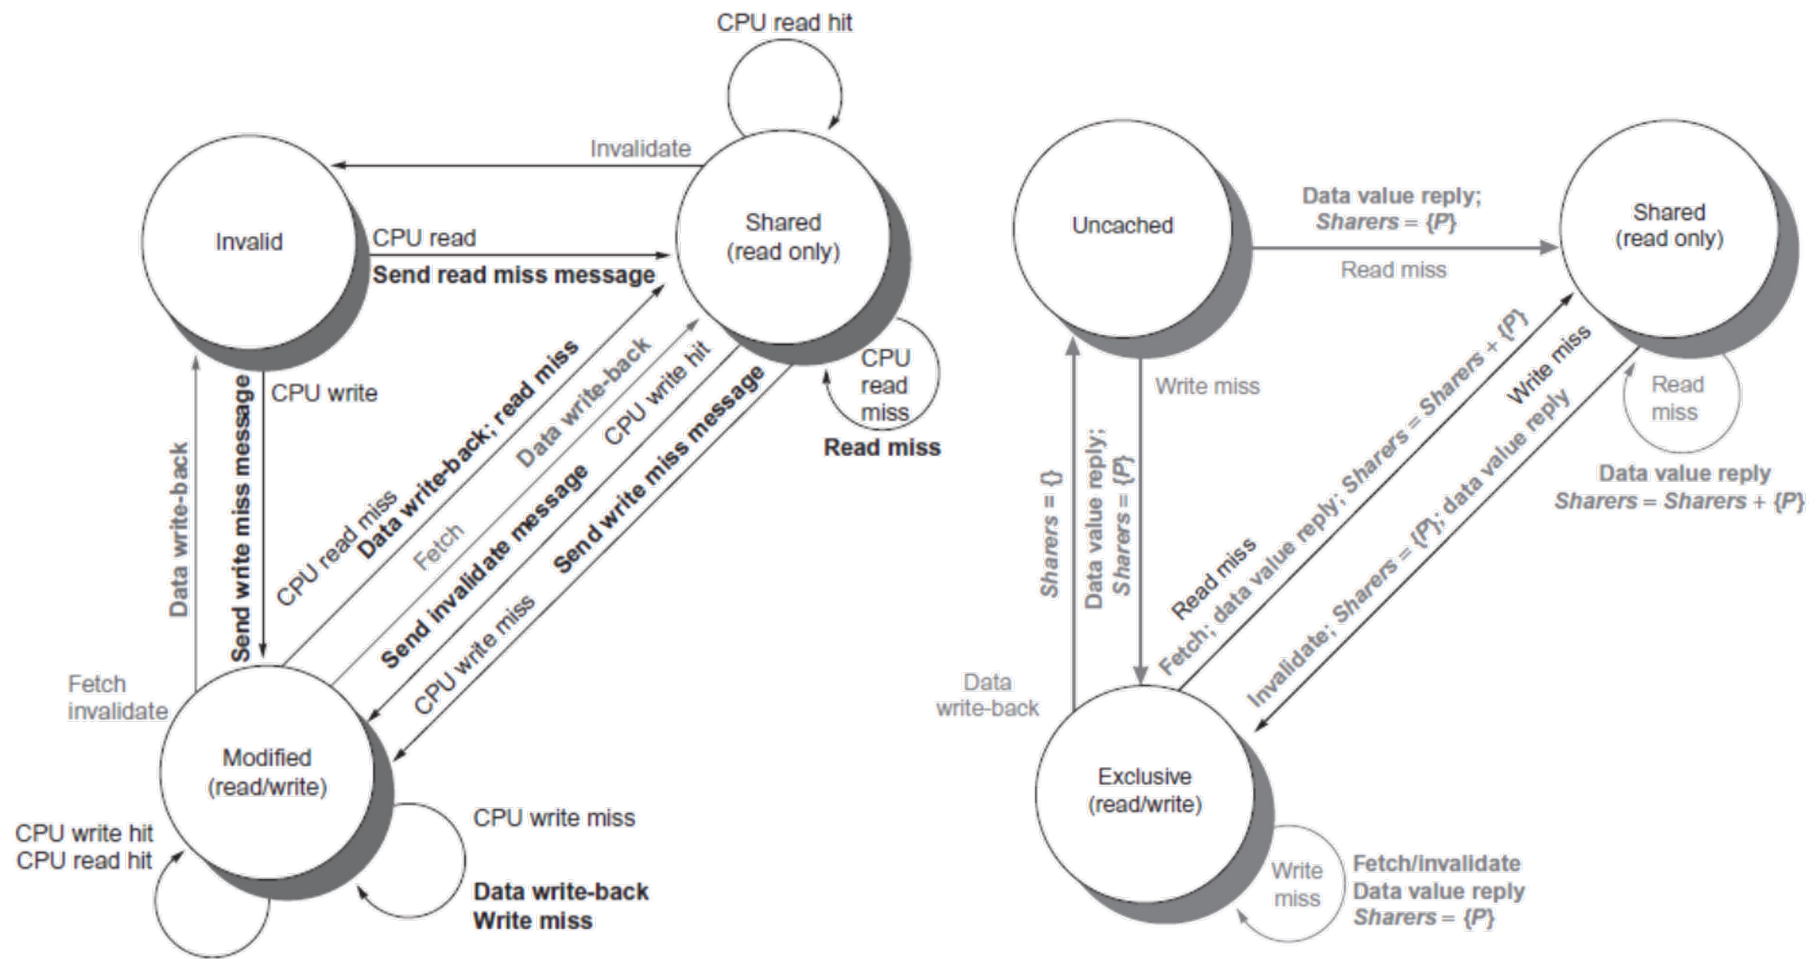 CPU read hit
Invalidate
Invalid
Shared
(read only)
CPU read
Send read miss message
CPU write
Send write miss message
Data write-back
Fetch
invalidate
CPU read miss
Data write-back; read miss
Fetch
Data write-back
CPU write hit
Send invalidate message
CPU write miss
Send write miss message
CPU
read
miss
Read miss
Modified
(read/write)
CPU write hit
CPU read hit
CPU write miss
Data write-back
Write miss
Uncached
Data value reply;
Sharers = {P}
Read miss
Shared
(read only)
Write miss
Sharers = {}
Data value reply;
Sharers = {P}
Data
write-back
Read miss
Fetch; data value reply; Sharers = Sharers + {P}
Write miss
Invalidate; Sharers = {P}; data value reply
Read
miss
Data value reply
Sharers = Sharers + {P}
Exclusive
(read/write)
Write
miss
Fetch/invalidate
Data value reply
Sharers = {P}